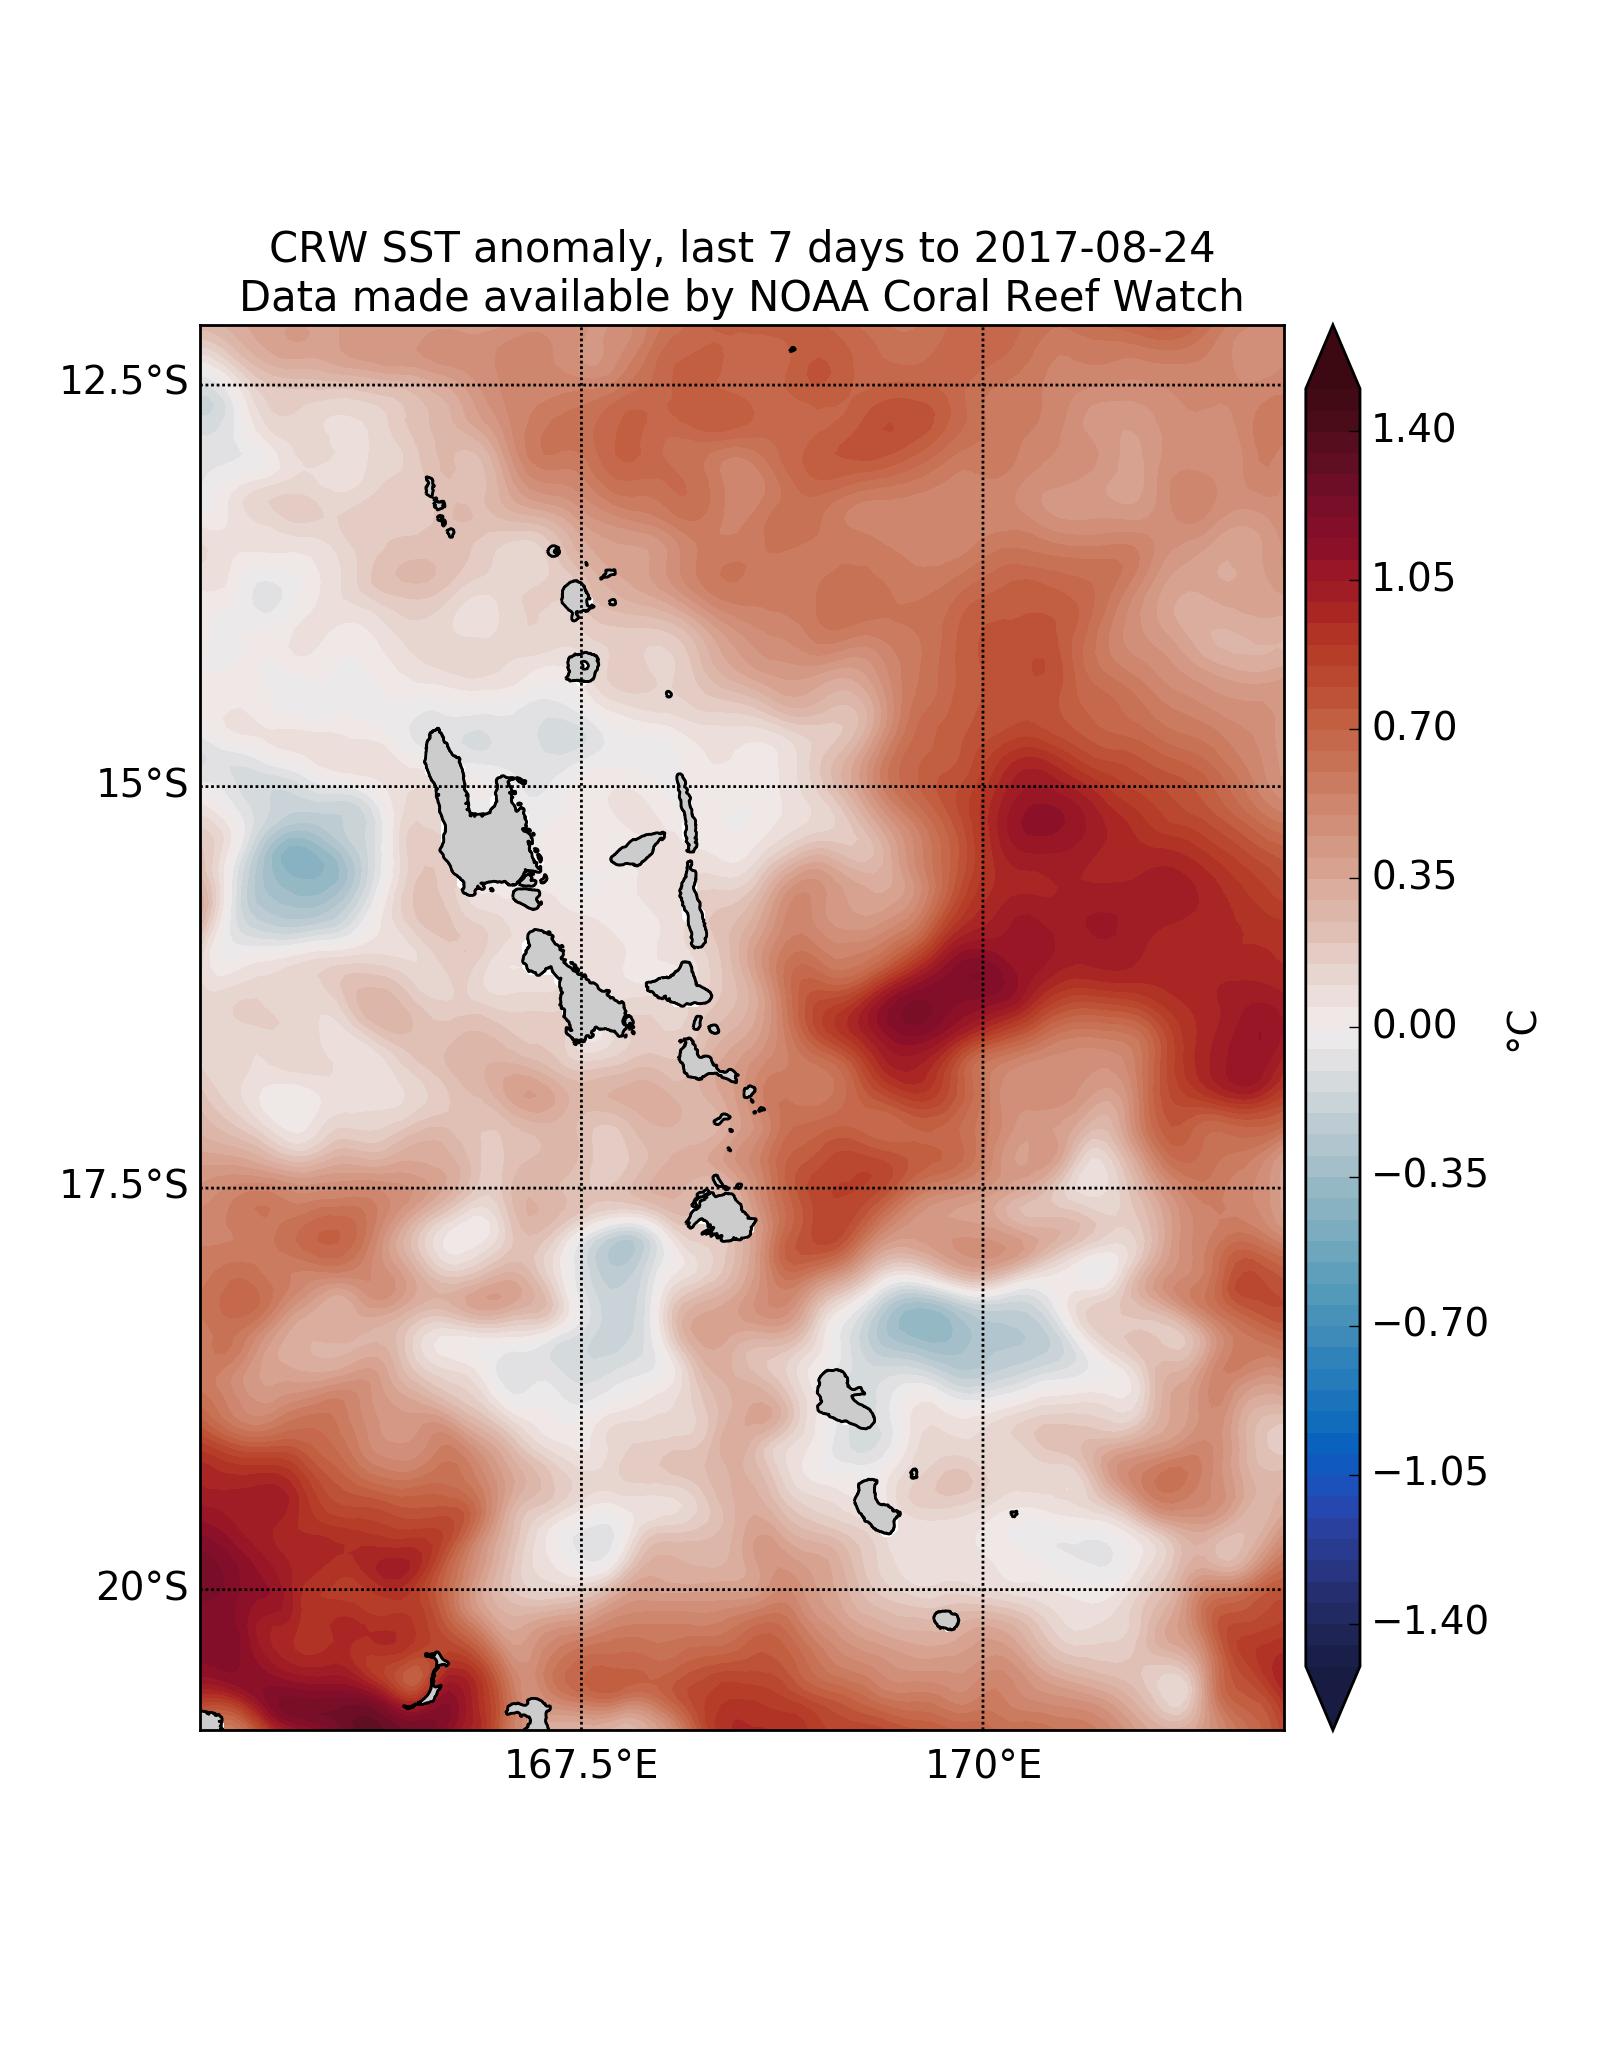 CRW SST anomaly, last 7 days to 2017-08-24
Data made available by NOAA Coral Reef Watch
12.5°S
15°S
17.5°S
20°S
167.5°E
170°E
1.40
1.05
0.70
0.35
0.00
−0.35
−0.70
−1.05
−1.40
°C